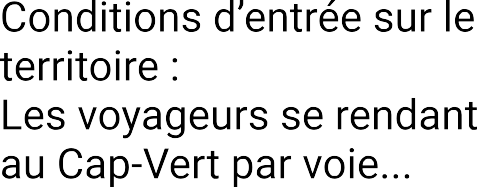 Conditions d’entrée sur le
territoire :
Les voyageurs se rendant
au Cap-Vert par voie...